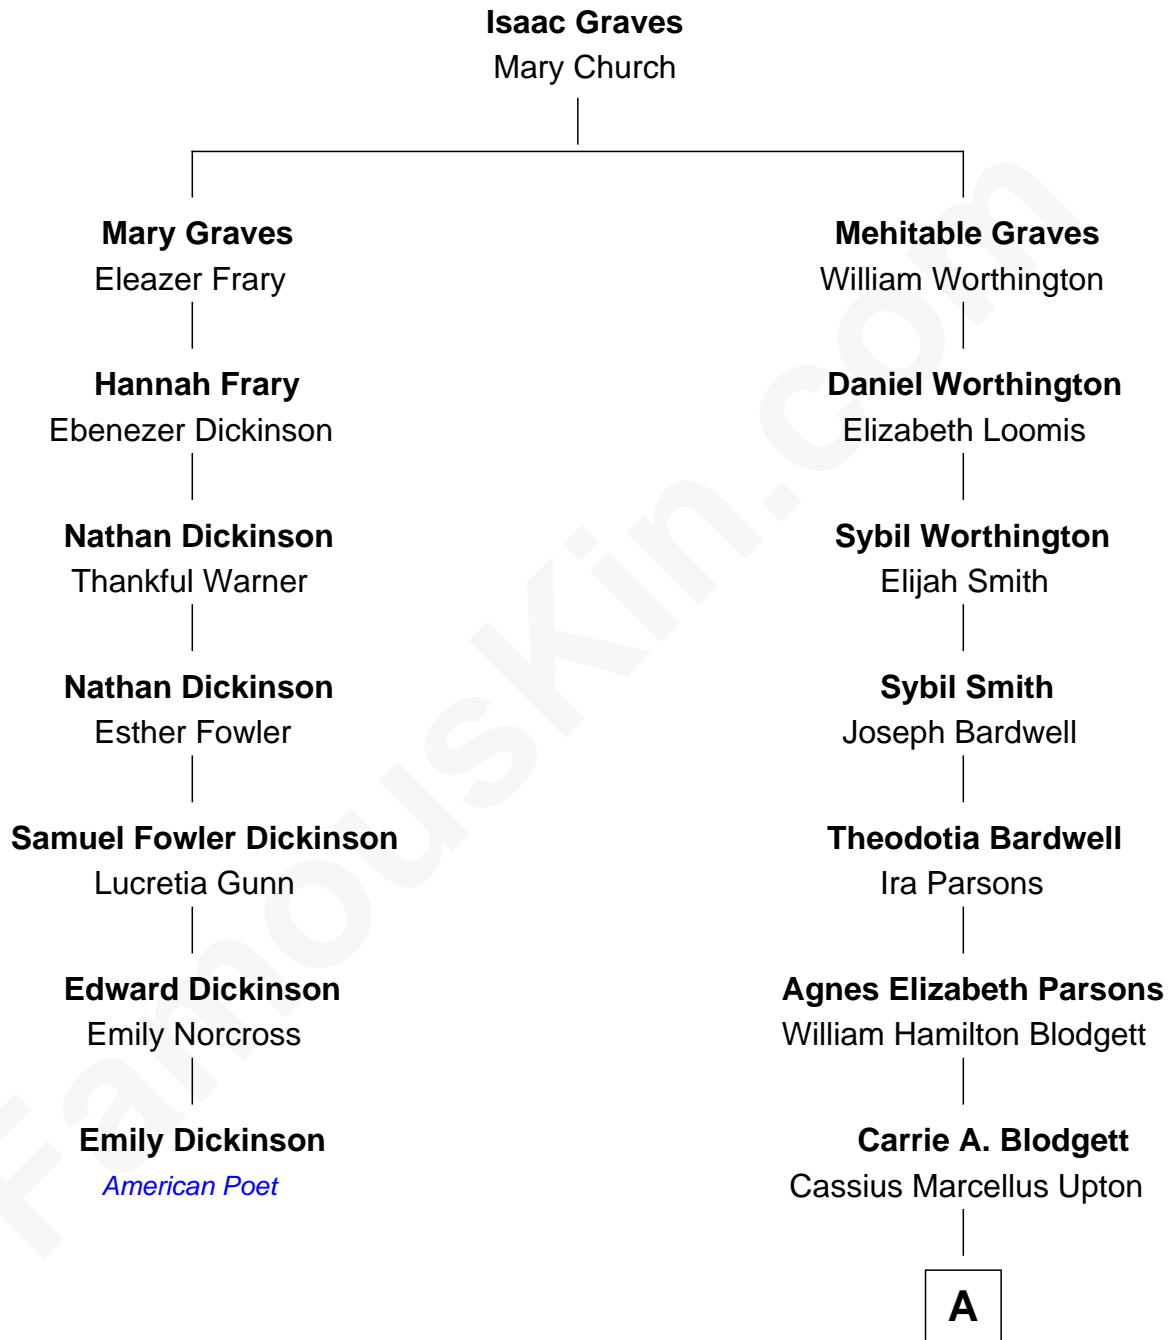 Isaac Graves
Mary Church
Mary Graves
Eleazer Frary
Hannah Frary
Ebenezer Dickinson
Nathan Dickinson
Thankful Warner
Nathan Dickinson
Esther Fowler
Samuel Fowler Dickinson
Lucretia Gunn
Edward Dickinson
Emily Norcross
Emily Dickinson
American Poet
Mehitable Graves
William Worthington
Daniel Worthington
Elizabeth Loomis
Sybil Worthington
Elijah Smith
Sybil Smith
Joseph Bardwell
Theodotia Bardwell
Ira Parsons
Agnes Elizabeth Parsons
William Hamilton Blodgett
Carrie A. Blodgett
Cassius Marcellus Upton
A
FamousKin.com